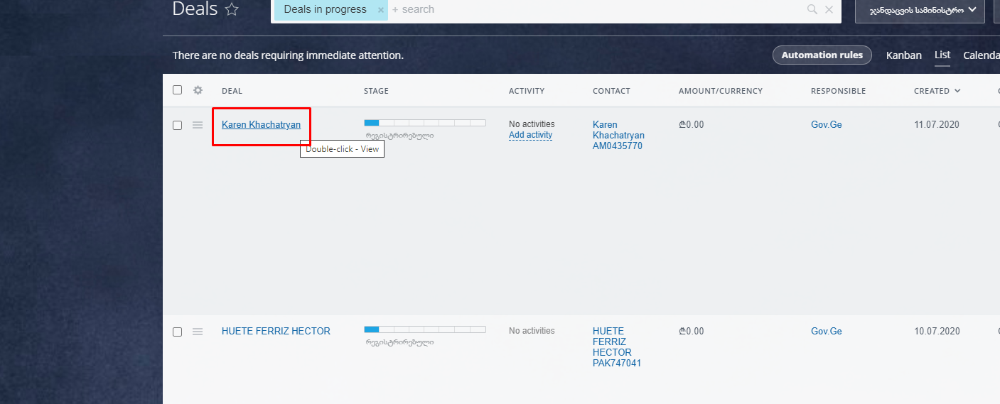 Deals
Deals in progress × + search
ჯანდაცვის სამინისტრო
There are no deals requiring immediate attention.
Automation rules
Kanban
List
Calenda
DEAL
STAGE
ACTIVITY
CONTACT
AMOUNT/CURRENCY
RESPONSIBLE
CREATED
Karen Khachatryan
რეგისტრირებული
No activities
Add activity
Karen
Khachatryan
AM0435770
₾0.00
Gov.Ge
11.07.2020
Double-click - View
HUETE FERRIZ HECTOR
რეგისტრირებული
No activities
HUETE
FERRIZ
HECTOR
PAK747041
₾0.00
Gov.Ge
10.07.2020